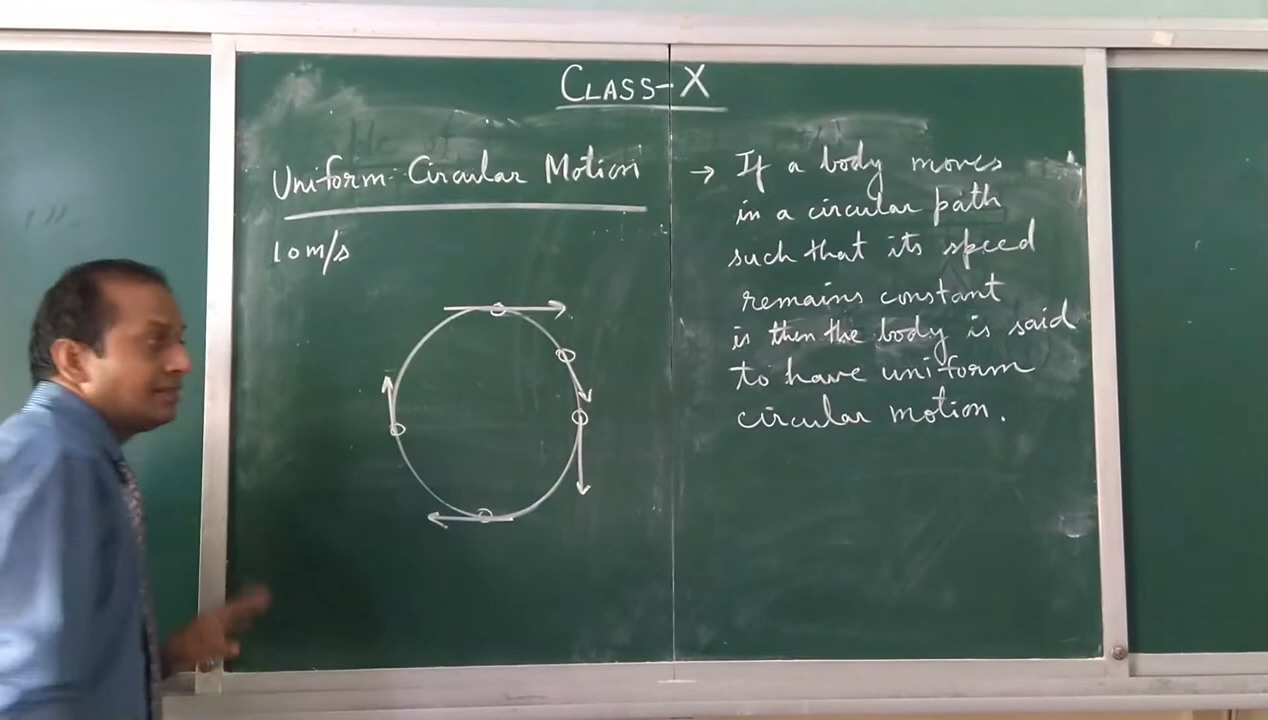 CLASS-X
Uniform Circular Motion
10m/s
→ If a body moves
in a circular path
such that its speed
remains constant
is then the body is said
to have uniform
circular motion.